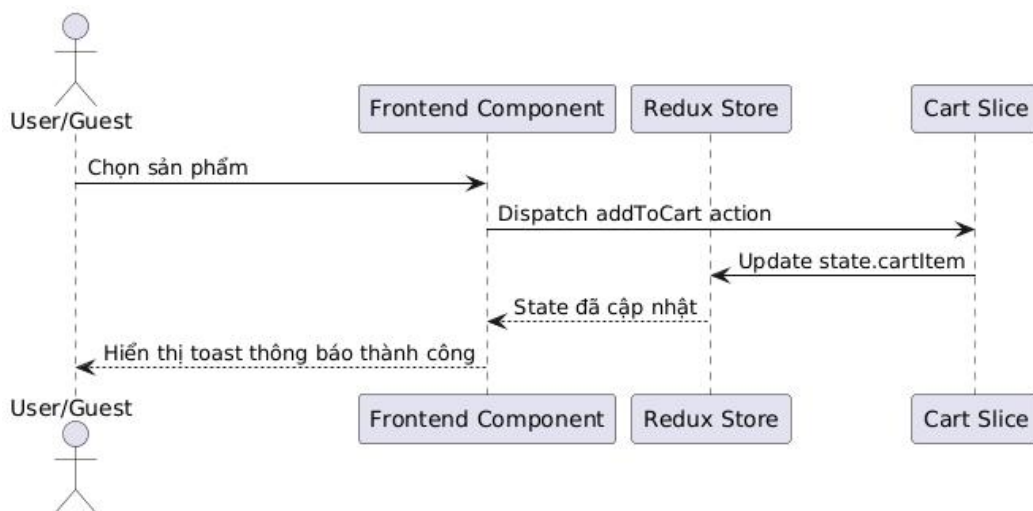 User/Guest
Frontend Component
Redux Store
Cart Slice
Chọn sản phẩm
Dispatch addToCart action
Update state.cartItem
State đã cập nhật
Hiển thị toast thông báo thành công
User/Guest
Frontend Component
Redux Store
Cart Slice